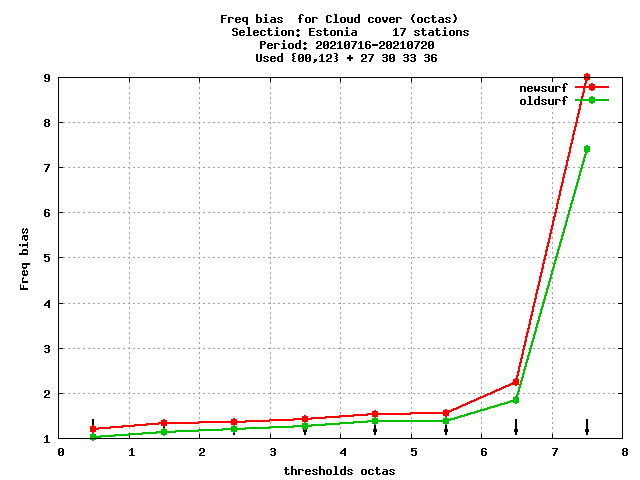 Freq bias  for Cloud cover (octas)
Selection: Estonia     17 stations
Period: 20210716-20210720
Used {00,12} + 27 30 33 36
newsurf
oldsurf
Freq bias
9
8
7
6
5
4
3
2
1
0 1 2 3 4 5 6 7 8
thresholds octas